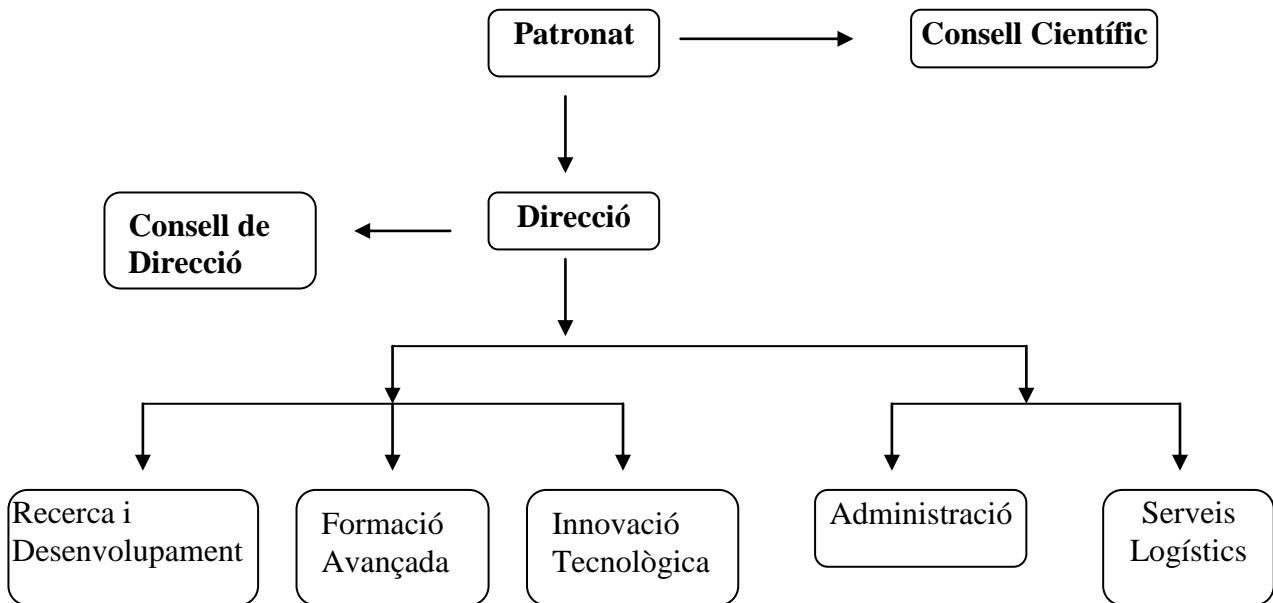 Patronat
Consell Científic
Direcció
Consell de
Direcció
Recerca i
Desenvolupament
Formació
Avançada
Innovació
Tecnològica
Administració
Serveis
Logístics